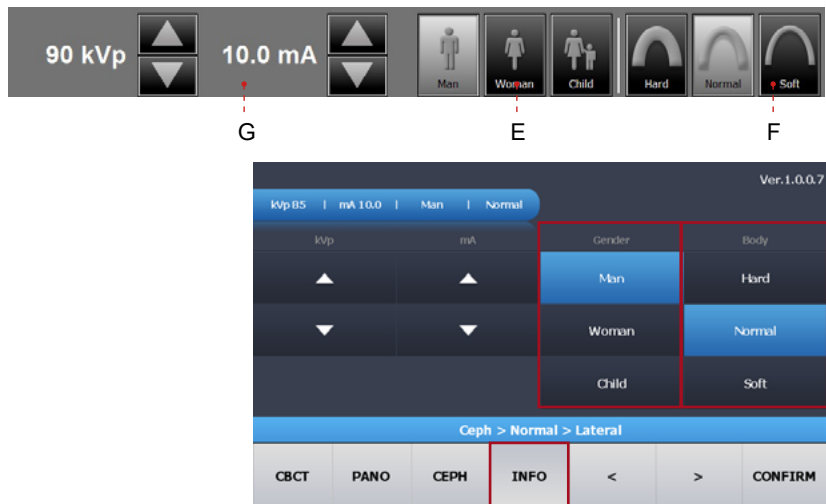 90 kVp 10.0 mA Man Woman Child Hard Normal Soft
G E F
Ver.1.0.0.7
kVp 85 | mA 10.0 | Man | Normal
kVp mA Gender Body
Man Hard
Woman Normal
Child Soft
Ceph > Normal > Lateral
CBCT PANO CEPH INFO < > CONFIRM